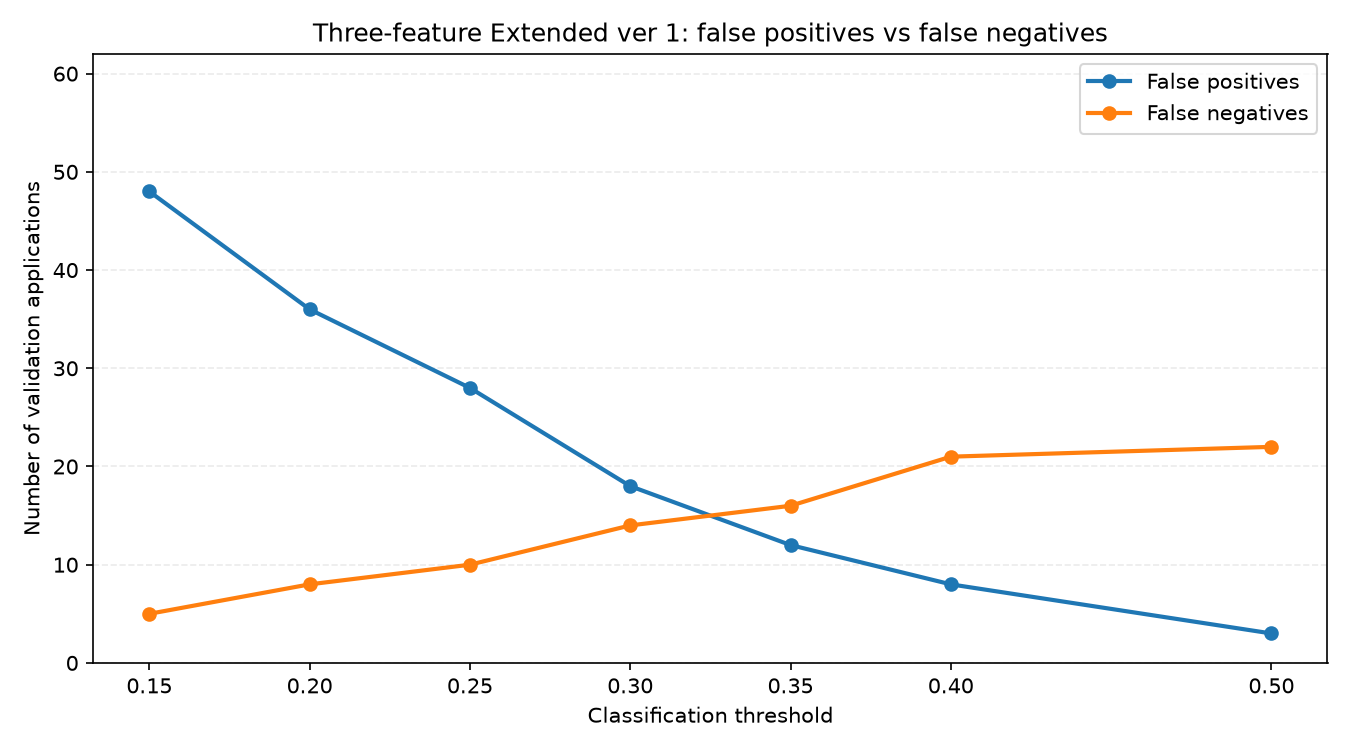 Three-feature Extended ver 1: false positives vs false negatives
False positives
False negatives
Number of validation applications
60
50
40
30
20
10
0
0.15 0.20 0.25 0.30 0.35 0.40 0.50
Classification threshold